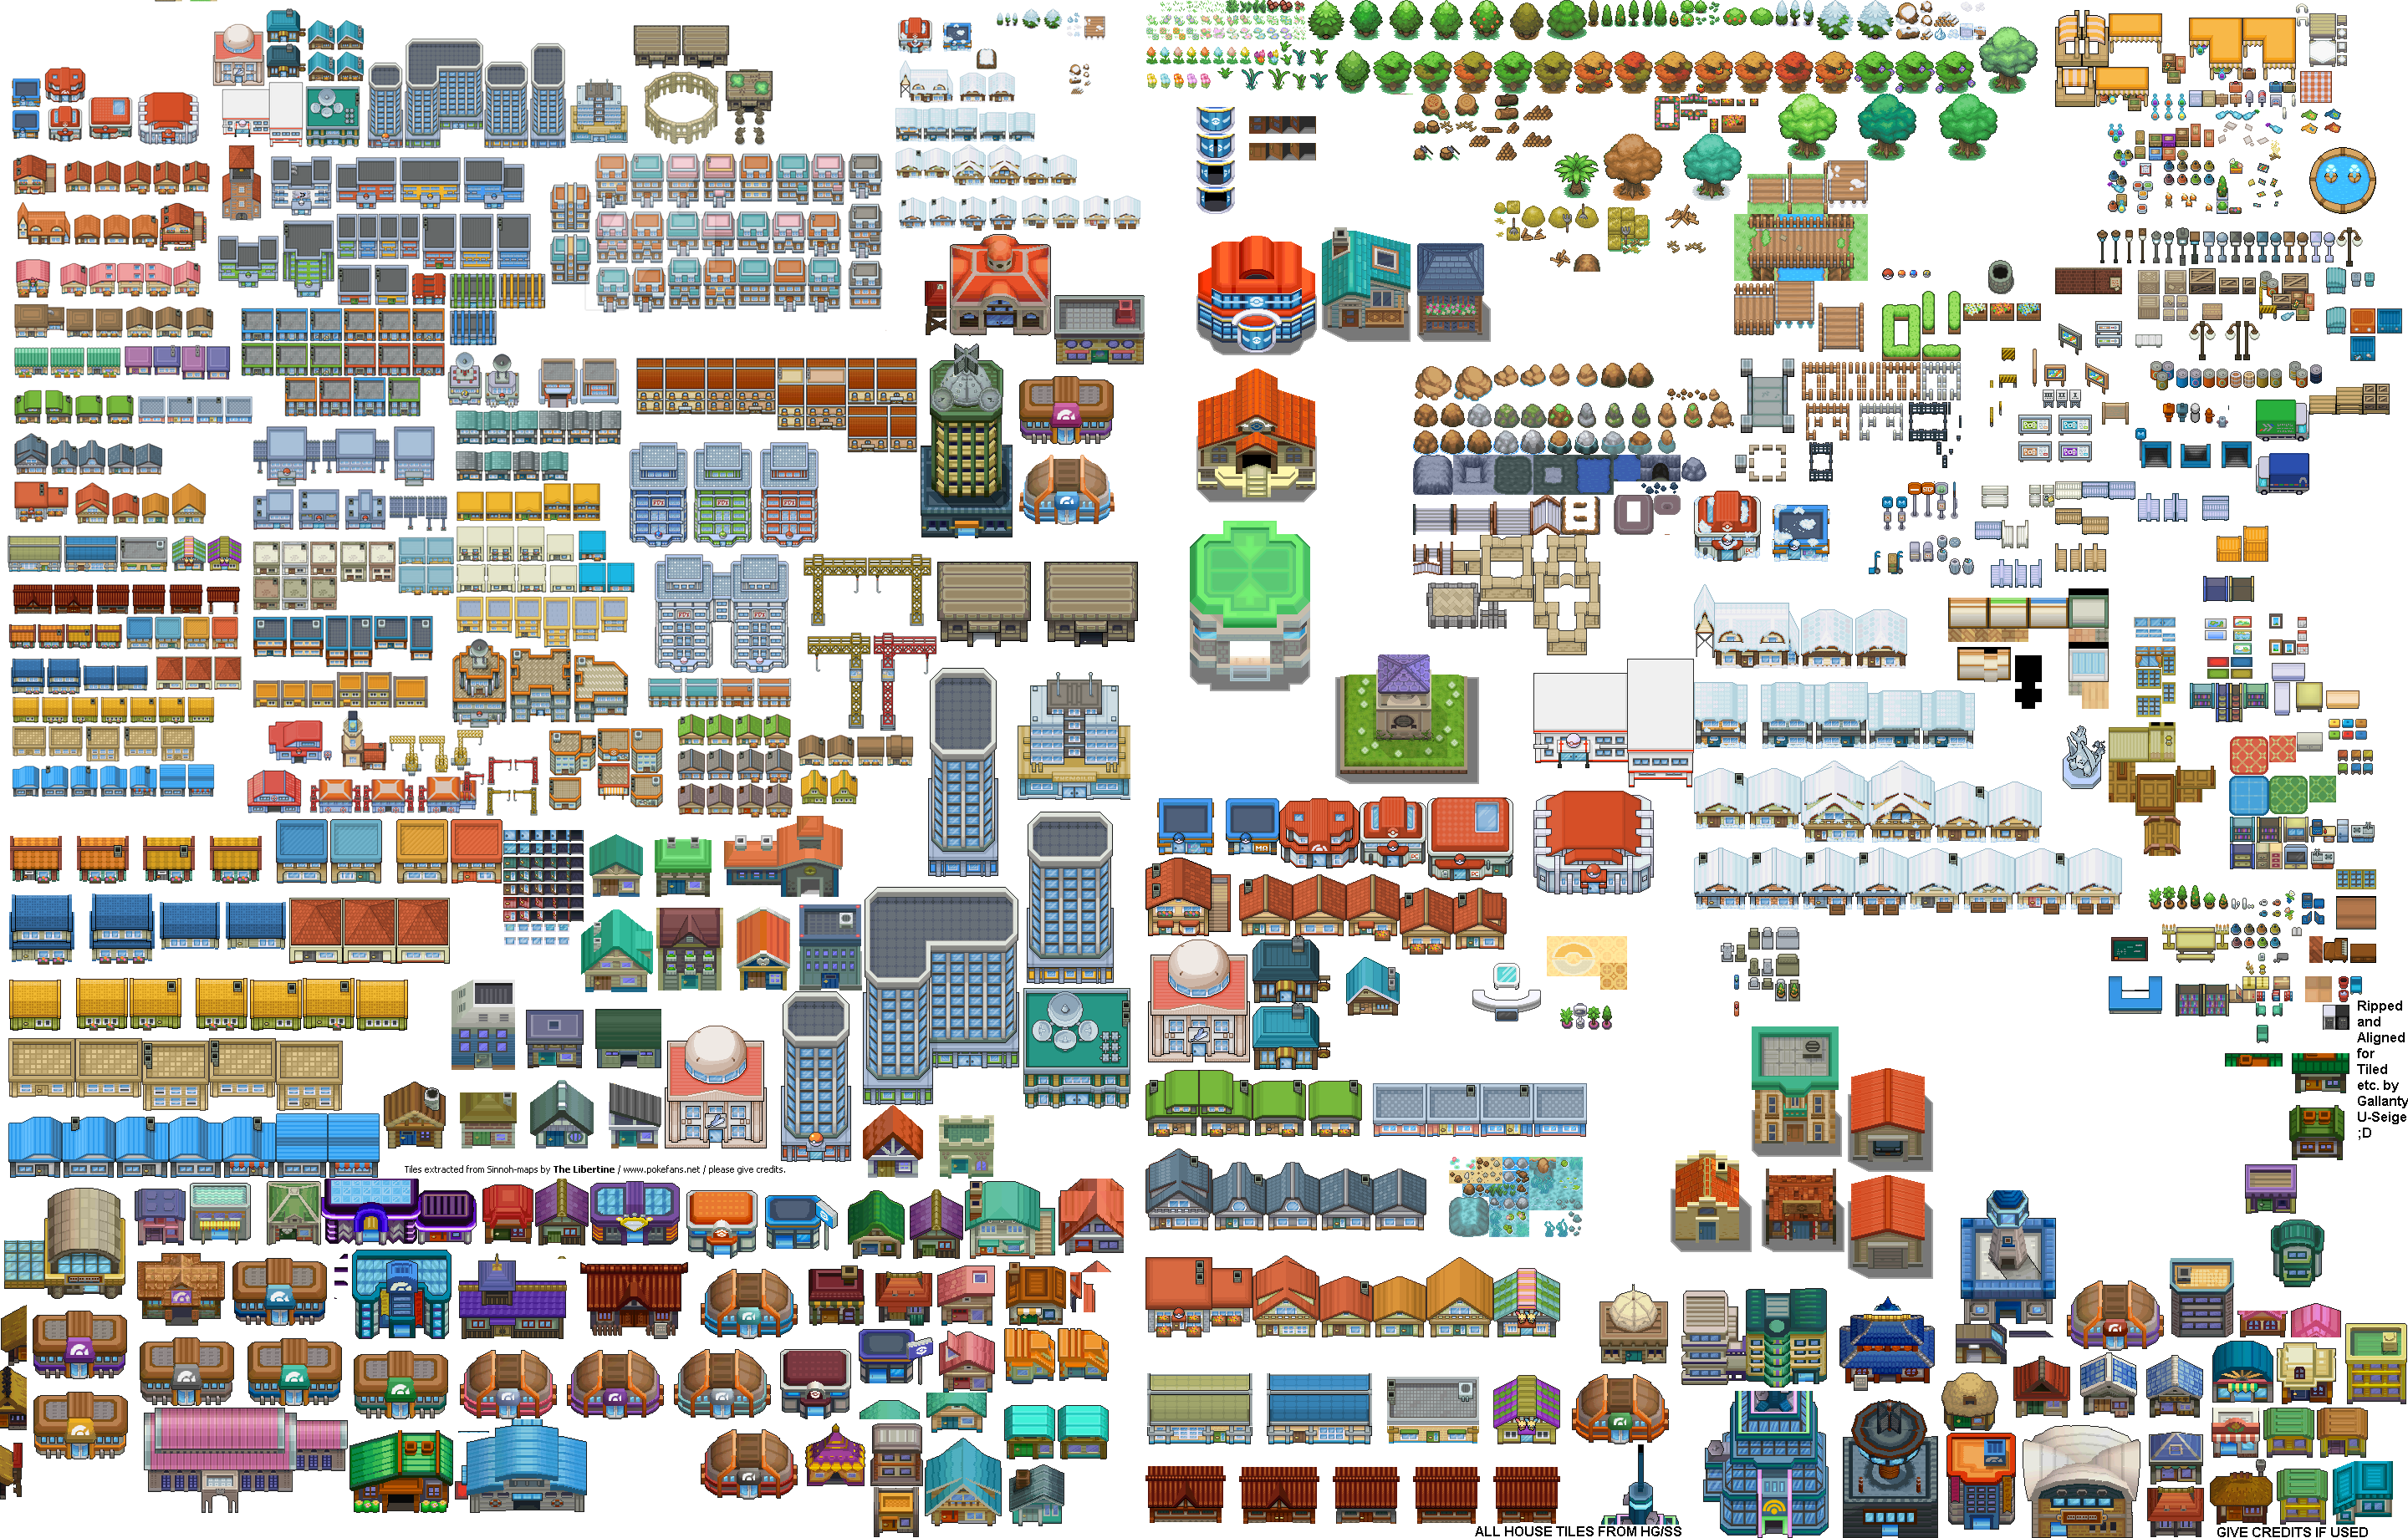 Ripped
and
Aligned
for
Tiled
etc. by
Gallanty
U-Seige
;D
Tiles extracted from Sinnoh-maps by The Libertine / www.pokefans.net / please give credits.
ALL HOUSE TILES FROM HG/SS
GIVE CREDITS IF USED